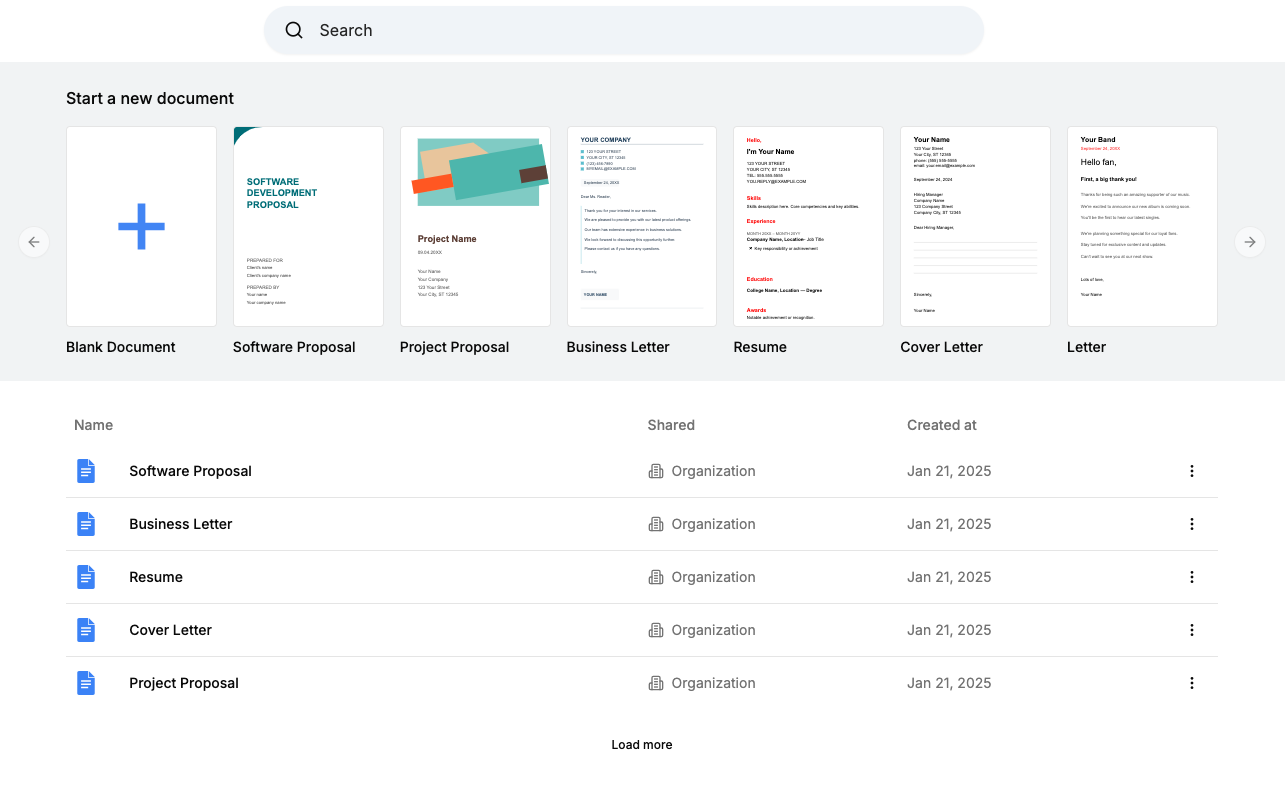 Search
Start a new document
SOFTWARE
DEVELOPMENT
PROPOSAL
PREPARED FOR
Client's name
Client's company name
PREPARED BY
Your name
Your company name
Project Name
09.04.20XX
Your Name
Your Company
123 Your Street
Your City, ST 12345
YOUR COMPANY
123 YOUR STREET
YOUR CITY, ST 12345
(123) 456-7890
MYEMAIL@EXAMPLE.COM
September 24, 20XX
Dear Ms. Reader,
Thank you for your interest in our services.
We are pleased to provide you with our latest product offerings.
Our team has extensive experience in business solutions.
We look forward to discussing this opportunity further.
Please contact us if you have any questions.
Sincerely,
YOUR NAME
Hello,
I'm Your Name
123 YOUR STREET
YOUR CITY, ST 12345
TEL: 555.555.5555
YOU.REPLY@EXAMPLE.COM
Skills
Skills description here. Core competencies and key abilities.
Experience
MONTH 20XX – MONTH 20YY
Company Name, Location- Job Title
Key responsibility or achievement
Education
College Name, Location — Degree
Awards
Notable achievement or recognition.
Your Name
123 Your Street
Your City, ST 12345
phone: (555) 555-5555
email: your.email@example.com
September 24, 2024
Hiring Manager
Company Name
123 Company Street
Company City, ST 12345
Dear Hiring Manager,
Sincerely,
Your Name
Your Band
September 24, 20XX
Hello fan,
First, a big thank you!
Thanks for being such an amazing supporter of our music.
We're excited to announce our new album is coming soon.
You'll be the first to hear our latest singles.
We're planning something special for our loyal fans.
Stay tuned for exclusive content and updates.
Can't wait to see you at our next show.
Lots of love,
Your Name
Blank Document
Software Proposal
Project Proposal
Business Letter
Resume
Cover Letter
Letter
Name Shared Created at
Software Proposal Organization Jan 21, 2025
Business Letter Organization Jan 21, 2025
Resume Organization Jan 21, 2025
Cover Letter Organization Jan 21, 2025
Project Proposal Organization Jan 21, 2025
Load more